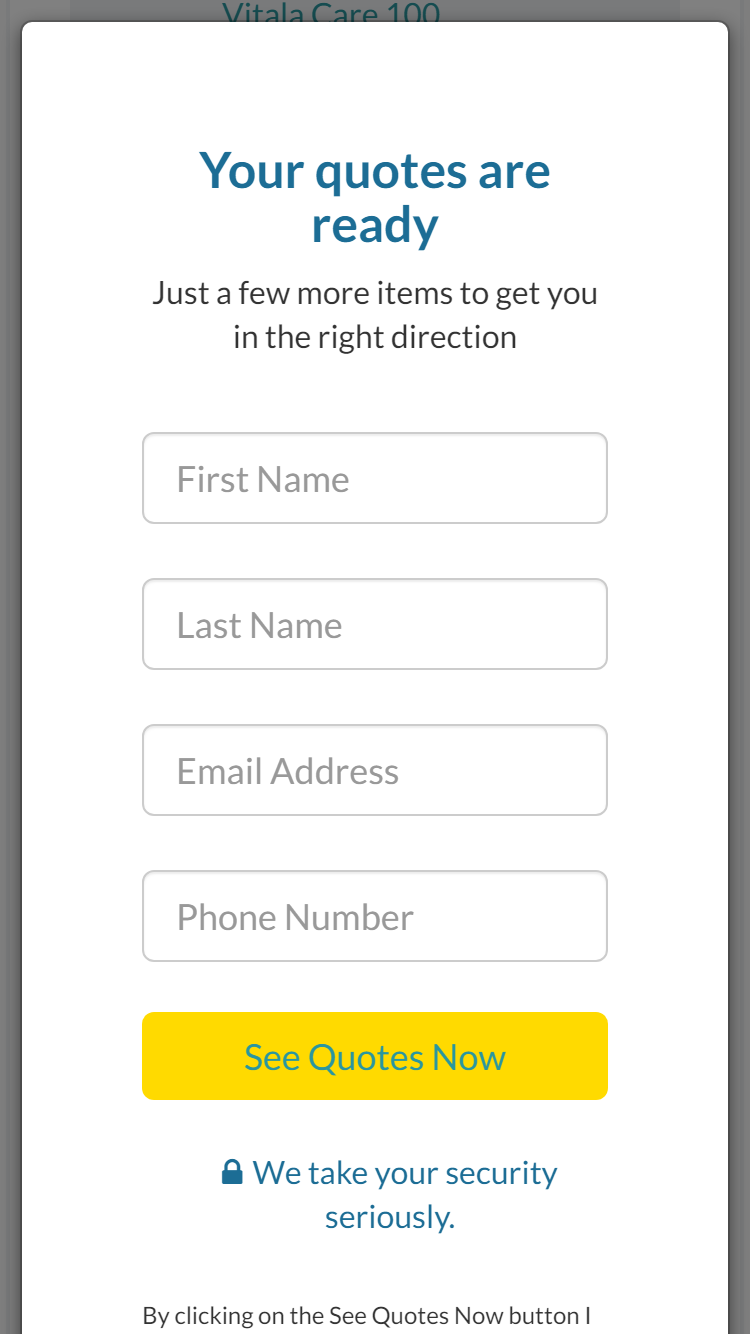 Vitala Care 100
Your quotes are
ready
Just a few more items to get you
in the right direction
First Name
Last Name
Email Address
Phone Number
See Quotes Now
We take your security
seriously.
By clicking on the See Quotes Now button I